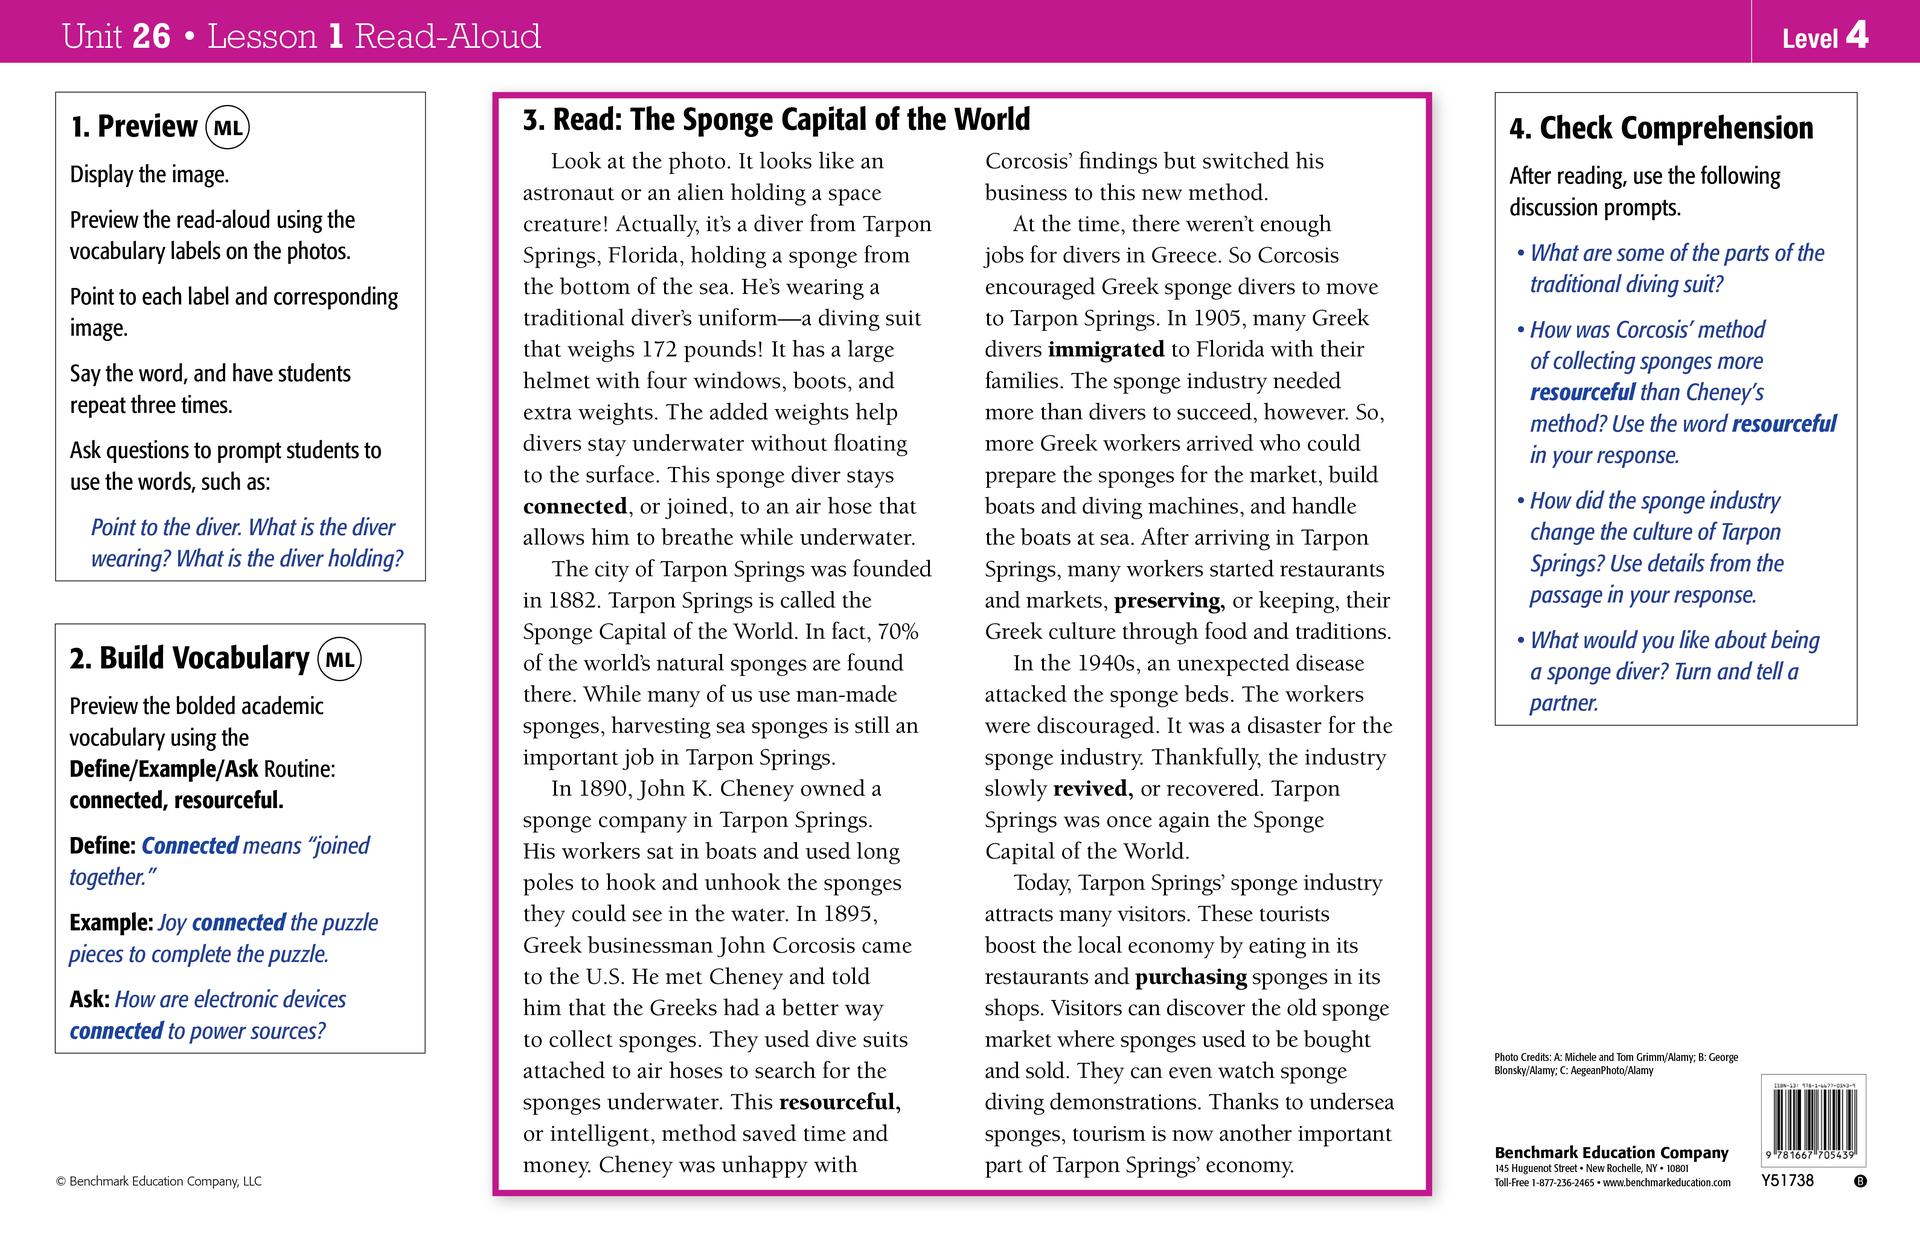 Unit 26 • Lesson 1 Read-Aloud
Level 4
1. Preview ML
Display the image.
Preview the read-aloud using the
vocabulary labels on the photos.
Point to each label and corresponding
image.
Say the word, and have students
repeat three times.
Ask questions to prompt students to
use the words, such as:
Point to the diver. What is the diver
wearing? What is the diver holding?
2. Build Vocabulary ML
Preview the bolded academic
vocabulary using the
Define/Example/Ask Routine:
connected, resourceful.
Define: Connected means “joined
together.”
Example: Joy connected the puzzle
pieces to complete the puzzle.
Ask: How are electronic devices
connected to power sources?
© Benchmark Education Company, LLC
3. Read: The Sponge Capital of the World
Look at the photo. It looks like an
astronaut or an alien holding a space
creature! Actually, it’s a diver from Tarpon
Springs, Florida, holding a sponge from
the bottom of the sea. He’s wearing a
traditional diver’s uniform—a diving suit
that weighs 172 pounds! It has a large
helmet with four windows, boots, and
extra weights. The added weights help
divers stay underwater without floating
to the surface. This sponge diver stays
connected, or joined, to an air hose that
allows him to breathe while underwater.
The city of Tarpon Springs was founded
in 1882. Tarpon Springs is called the
Sponge Capital of the World. In fact, 70%
of the world’s natural sponges are found
there. While many of us use man-made
sponges, harvesting sea sponges is still an
important job in Tarpon Springs.
In 1890, John K. Cheney owned a
sponge company in Tarpon Springs.
His workers sat in boats and used long
poles to hook and unhook the sponges
they could see in the water. In 1895,
Greek businessman John Corcosis came
to the U.S. He met Cheney and told
him that the Greeks had a better way
to collect sponges. They used dive suits
attached to air hoses to search for the
sponges underwater. This resourceful,
or intelligent, method saved time and
money. Cheney was unhappy with
Corcosis’ findings but switched his
business to this new method.
At the time, there weren’t enough
jobs for divers in Greece. So Corcosis
encouraged Greek sponge divers to move
to Tarpon Springs. In 1905, many Greek
divers immigrated to Florida with their
families. The sponge industry needed
more than divers to succeed, however. So,
more Greek workers arrived who could
prepare the sponges for the market, build
boats and diving machines, and handle
the boats at sea. After arriving in Tarpon
Springs, many workers started restaurants
and markets, preserving, or keeping, their
Greek culture through food and traditions.
In the 1940s, an unexpected disease
attacked the sponge beds. The workers
were discouraged. It was a disaster for the
sponge industry. Thankfully, the industry
slowly revived, or recovered. Tarpon
Springs was once again the Sponge
Capital of the World.
Today, Tarpon Springs’ sponge industry
attracts many visitors. These tourists
boost the local economy by eating in its
restaurants and purchasing sponges in its
shops. Visitors can discover the old sponge
market where sponges used to be bought
and sold. They can even watch sponge
diving demonstrations. Thanks to undersea
sponges, tourism is now another important
part of Tarpon Springs’ economy.
4. Check Comprehension
After reading, use the following
discussion prompts.
• What are some of the parts of the
traditional diving suit?
• How was Corcosis’ method
of collecting sponges more
resourceful than Cheney’s
method? Use the word resourceful
in your response.
• How did the sponge industry
change the culture of Tarpon
Springs? Use details from the
passage in your response.
• What would you like about being
a sponge diver? Turn and tell a
partner.
Photo Credits: A: Michele and Tom Grimm/Alamy; B: George
Blonsky/Alamy; C: AegeanPhoto/Alamy
Benchmark Education Company
145 Huguenot Street • New Rochelle, NY • 10801
Toll-Free 1-877-236-2465 • www.benchmarkeducation.com
ISBN-13: 978-1-6677-0543-9
9 781667 705439
Y51738
B